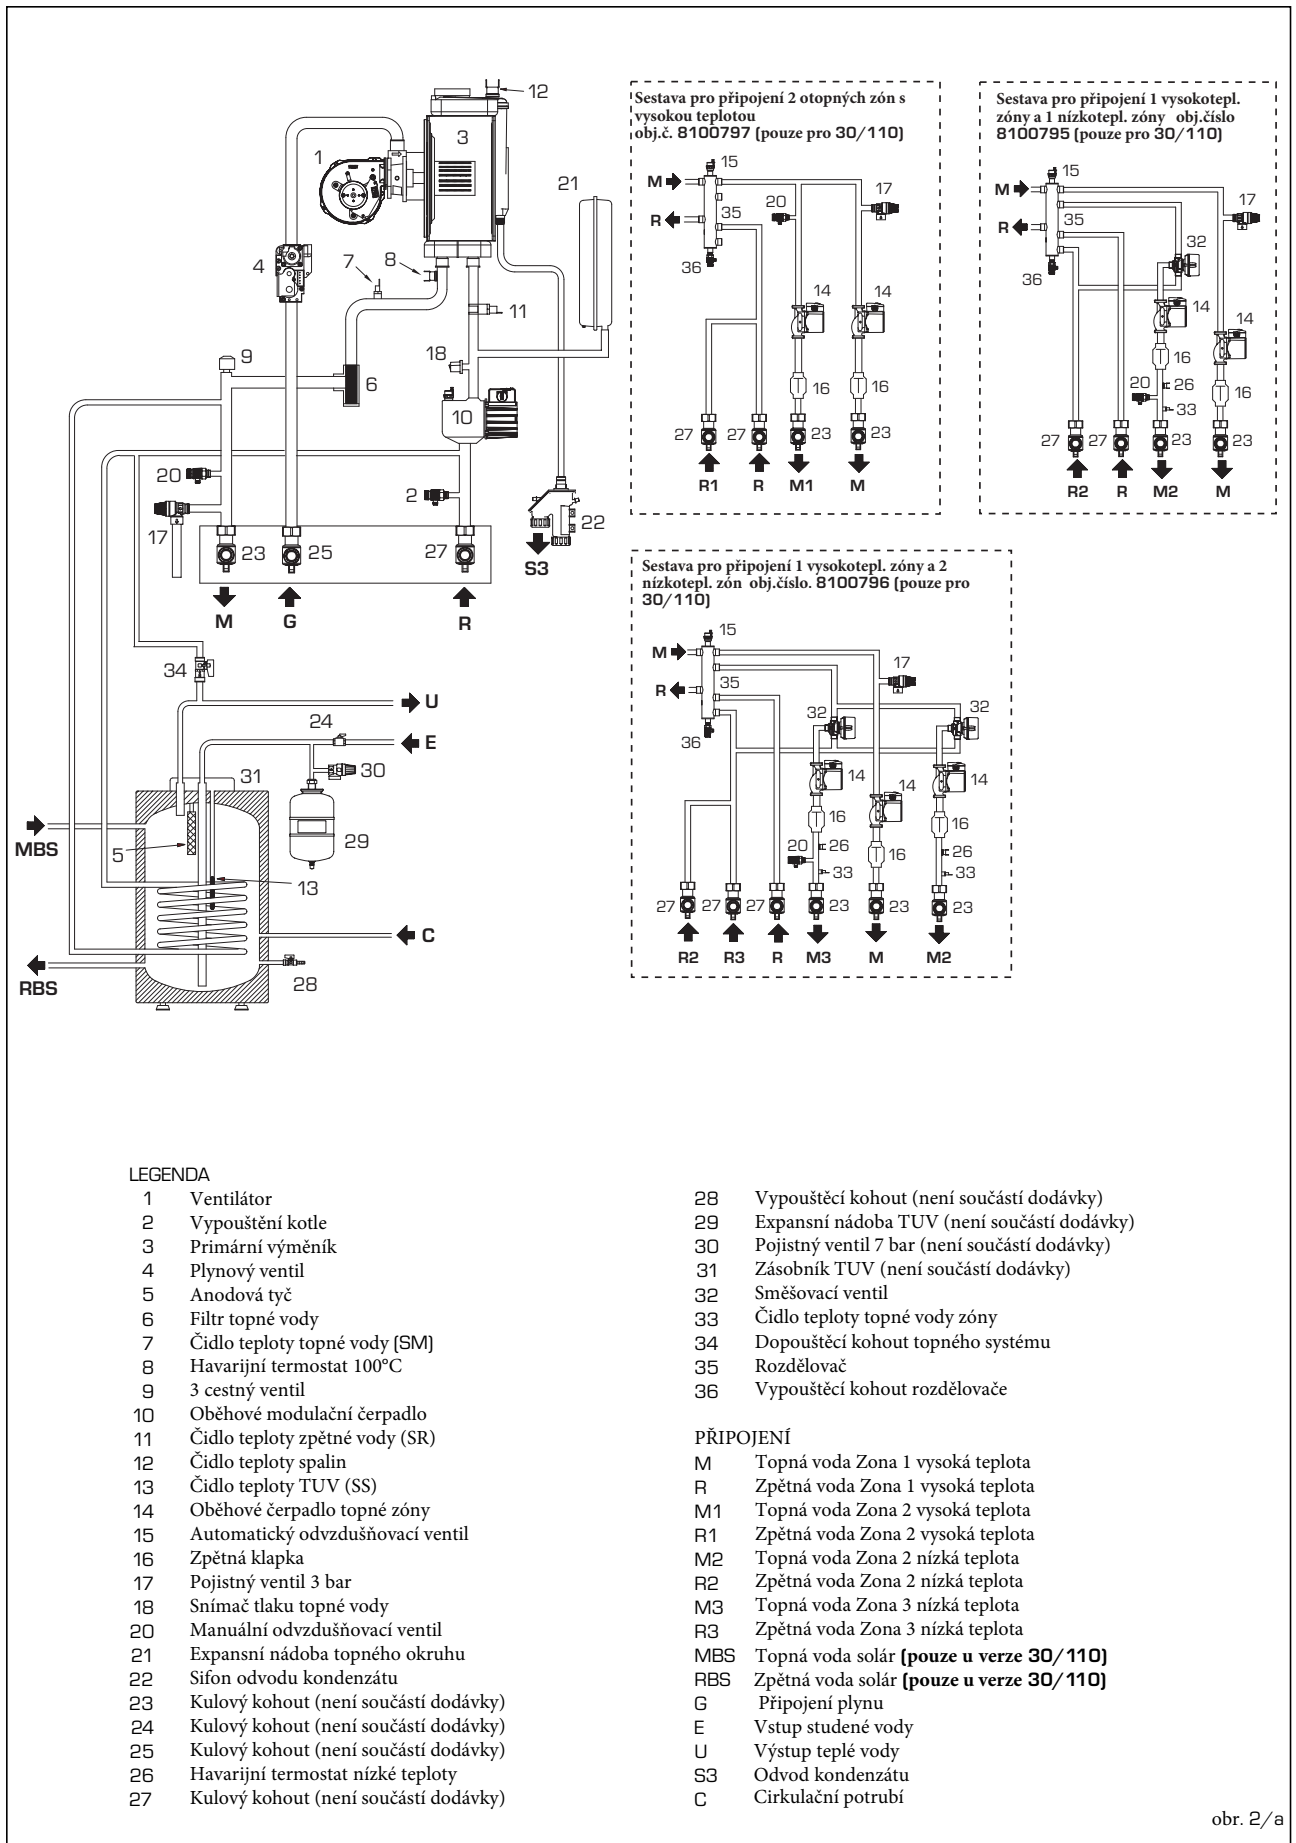 12
3
1
21
4
7
8
11
9
18
6
10
20
2
17
22
23
25
27
S3
M
G
R
34
U
24
E
30
31
MBS
5
29
13
C
RBS
28
Sestava pro připojení 2 otopných zón s
vysokou teplotou
obj.č. 8100797 (pouze pro 30/110)
15
M
17
20
35
R
36
14
14
16
16
27
27
23
23
R1
R
M1
M
Sestava pro připojení 1 vysokotepl.
zóny a 1 nízkotepl. zóny obj.číslo
8100795 (pouze pro 30/110)
15
M
17
35
R
32
36
14
14
16
20
26
16
33
27
27
23
23
R2
R
M2
M
Sestava pro připojení 1 vysokotepl. zóny a 2
nízkotepl. zón obj.číslo. 8100796 (pouze pro
30/110)
15
M
17
35
R
32
32
36
14
14
14
16
16
20
26
16
26
33
33
27
27
27
23
23
23
R2
R3
R
M3
M
M2
LEGENDA
1 Ventilátor
2 Vypouštění kotle
3 Primární výměník
4 Plynový ventil
5 Anodová tyč
6 Filtr topné vody
7 Čidlo teploty topné vody (SM)
8 Havarijní termostat 100°C
9 3 cestný ventil
10 Oběhové modulační čerpadlo
11 Čidlo teploty zpětné vody (SR)
12 Čidlo teploty spalin
13 Čidlo teploty TUV (SS)
14 Oběhové čerpadlo topné zóny
15 Automatický odvzdušňovací ventil
16 Zpětná klapka
17 Pojistný ventil 3 bar
18 Snímač tlaku topné vody
20 Manuální odvzdušňovací ventil
21 Expansní nádoba topného okruhu
22 Sifon odvodu kondenzátu
23 Kulový kohout (není součástí dodávky)
24 Kulový kohout (není součástí dodávky)
25 Kulový kohout (není součástí dodávky)
26 Havarijní termostat nízké teploty
27 Kulový kohout (není součástí dodávky)
28 Vypouštěcí kohout (není součástí dodávky)
29 Expansní nádoba TUV (není součástí dodávky)
30 Pojistný ventil 7 bar (není součástí dodávky)
31 Zásobník TUV (není součástí dodávky)
32 Směšovací ventil
33 Čidlo teploty topné vody zóny
34 Dopouštěcí kohout topného systému
35 Rozdělovač
36 Vypouštěcí kohout rozdělovače
PŘIPOJENÍ
M Topná voda Zona 1 vysoká teplota
R Zpětná voda Zona 1 vysoká teplota
M1 Topná voda Zona 2 vysoká teplota
R1 Zpětná voda Zona 2 vysoká teplota
M2 Topná voda Zona 2 nízká teplota
R2 Zpětná voda Zona 2 nízká teplota
M3 Topná voda Zona 3 nízká teplota
R3 Zpětná voda Zona 3 nízká teplota
MBS Topná voda solár (pouze u verze 30/110)
RBS Zpětná voda solár (pouze u verze 30/110)
G Připojení plynu
E Vstup studené vody
U Výstup teplé vody
S3 Odvod kondenzátu
C Cirkulační potrubí
obr. 2/a